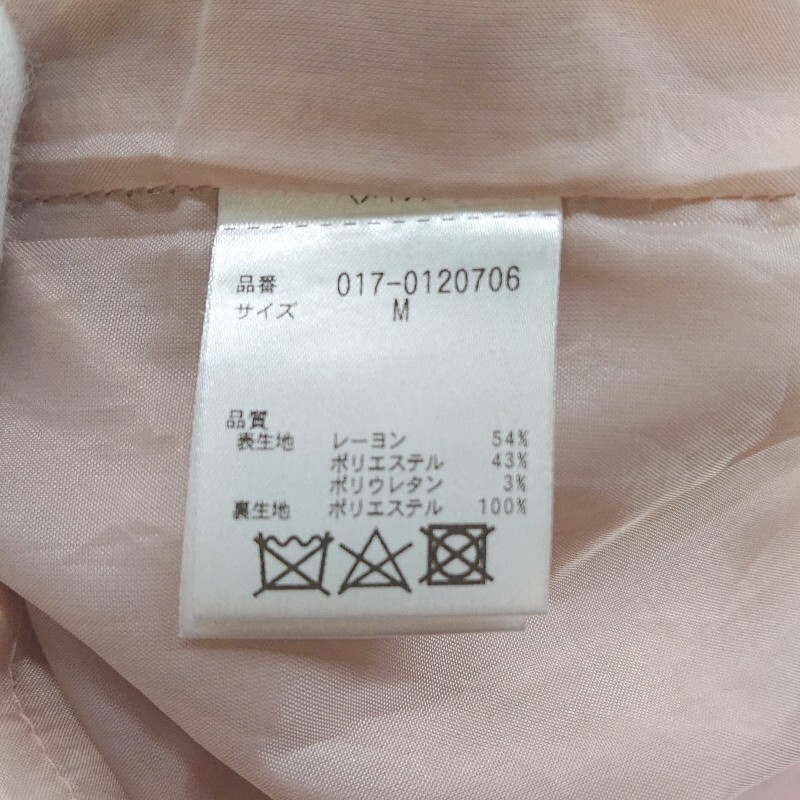 品番 017-0120706
サイズ M
品質
表生地 レーヨン 54%
ポリエステル 43%
ポリウレタン 3%
裏生地 ポリエステル 100%